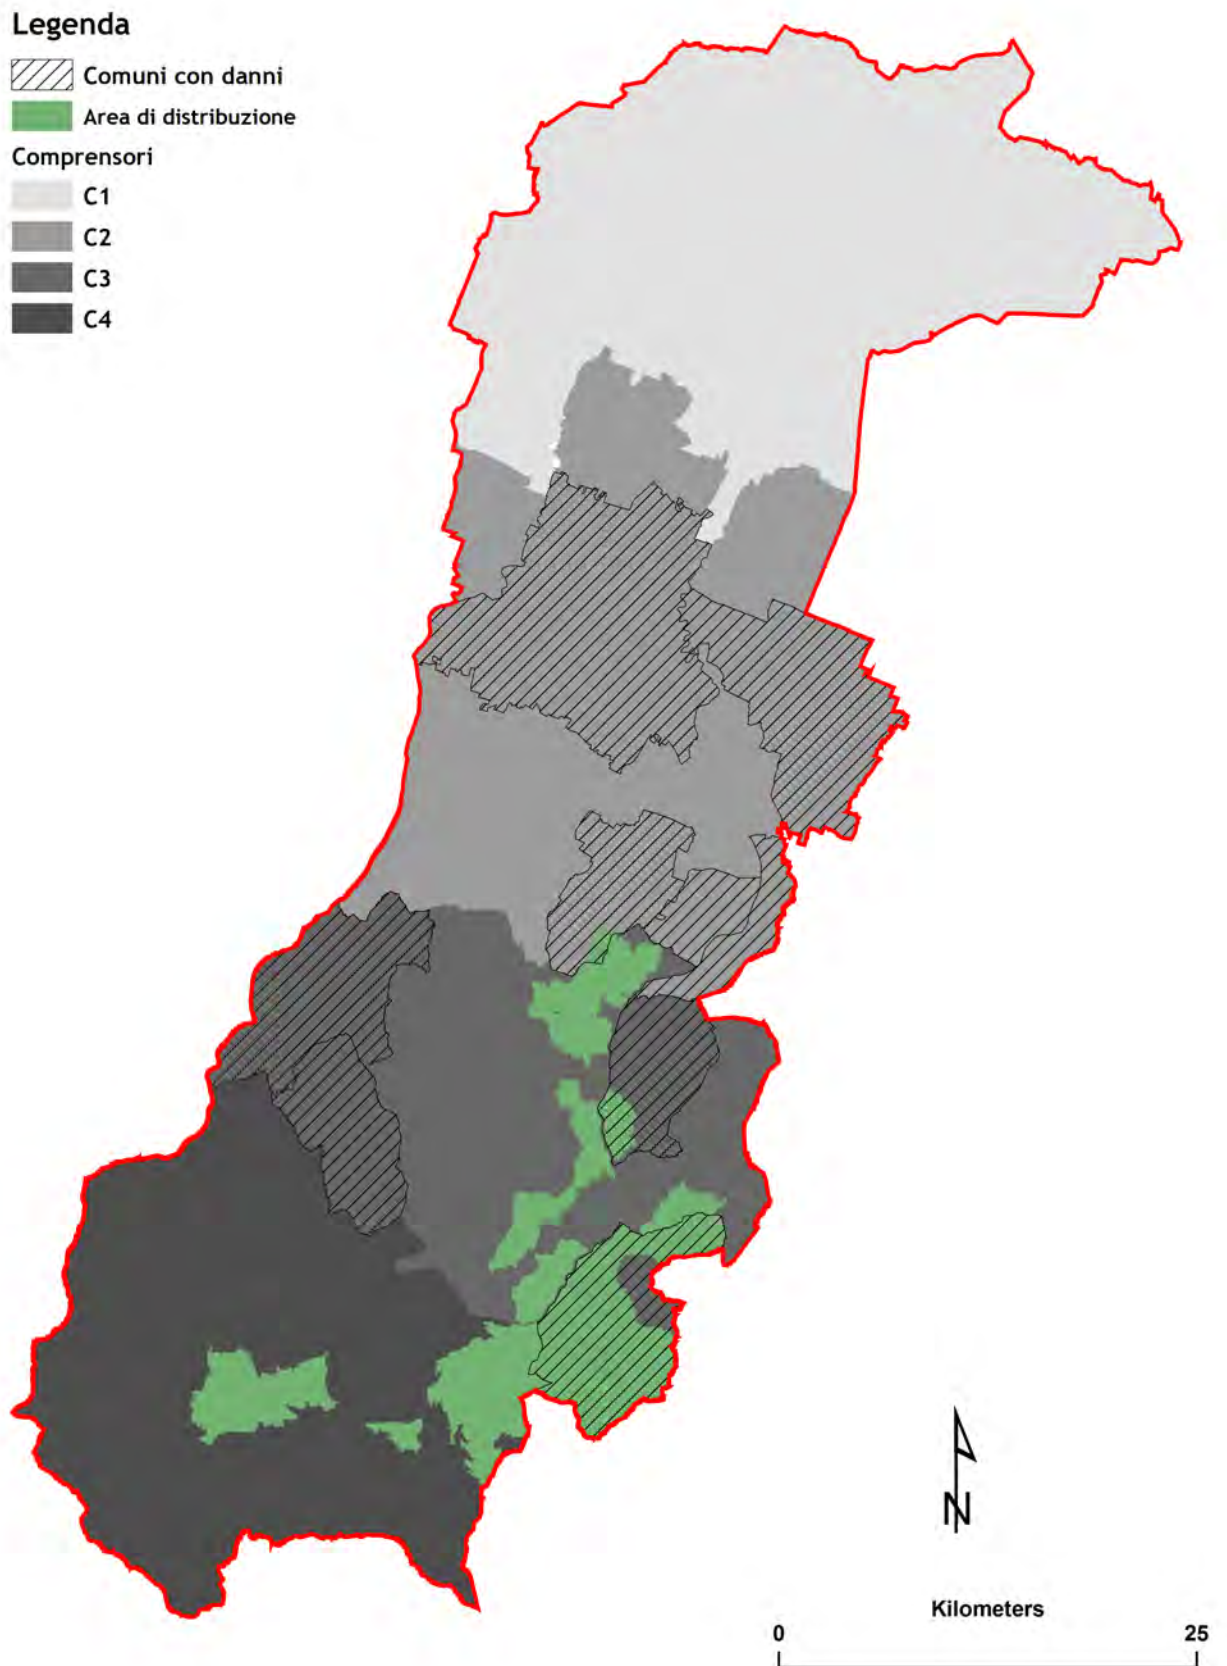 Legenda
Comuni con danni
Area di distribuzione
Comprensori
C1
C2
C3
C4
N
Kilometers
0 25